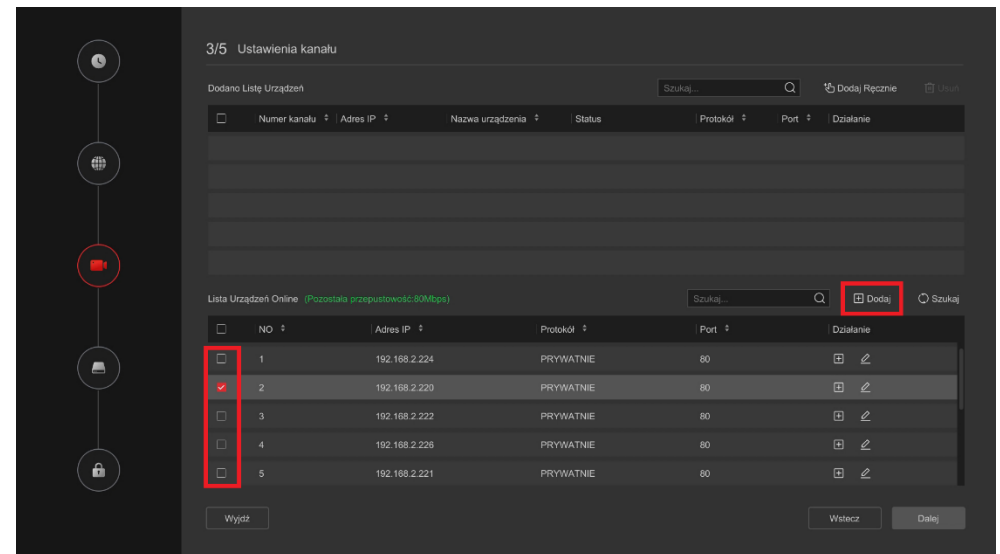 3/5 Ustawienia kanału
Dodano Listę Urządzeń Szukaj... Dodaj Ręcznie Usuń
Numer kanału Adres IP Nazwa urządzenia Status Protokół Port Działanie
Lista Urządzeń Online (Pozostała przepustowość:80Mbps) Szukaj... Dodaj Szukaj
NO Adres IP Protokół Port Działanie
1 192.168.2.224 PRYWATNIE 80
2 192.168.2.220 PRYWATNIE 80
3 192.168.2.222 PRYWATNIE 80
4 192.168.2.226 PRYWATNIE 80
5 192.168.2.221 PRYWATNIE 80
Wyjdź Wstecz Dalej